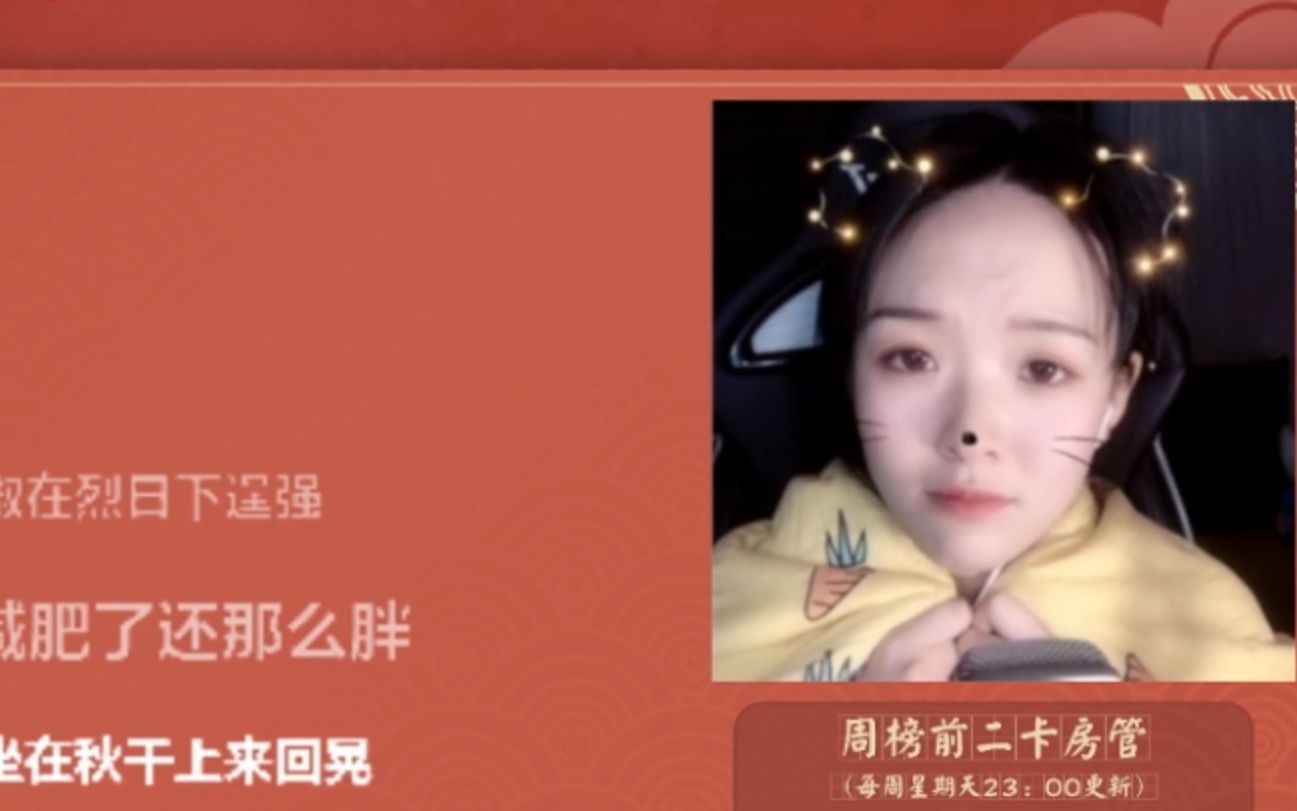 在烈日下逞强
减肥了还那么胖
坐在秋千上来回晃
周榜前二卡房管
（每周星期天23：00更新）